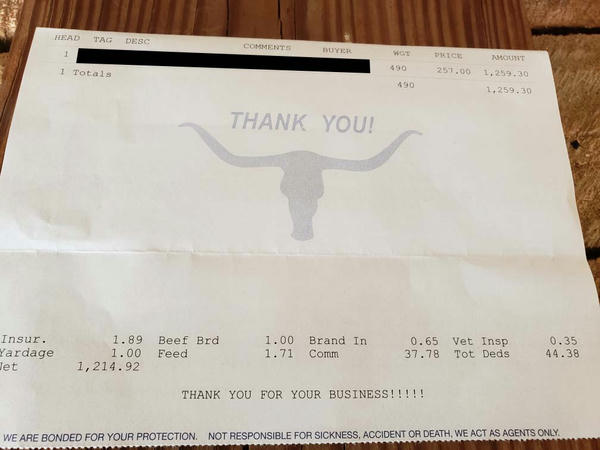 HEAD TAG DESC COMMENTS BUYER WGT PRICE AMOUNT
1 490 257.00 1,259.30
1 Totals 490 1,259.30
THANK YOU!
Insur. 1.89 Beef Brd 1.00 Brand In 0.65 Vet Insp 0.35
Yardage 1.00 Feed 1.71 Comm 37.78 Tot Deds 44.38
Net 1,214.92
THANK YOU FOR YOUR BUSINESS!!!!!
WE ARE BONDED FOR YOUR PROTECTION. NOT RESPONSIBLE FOR SICKNESS, ACCIDENT OR DEATH, WE ACT AS AGENTS ONLY.